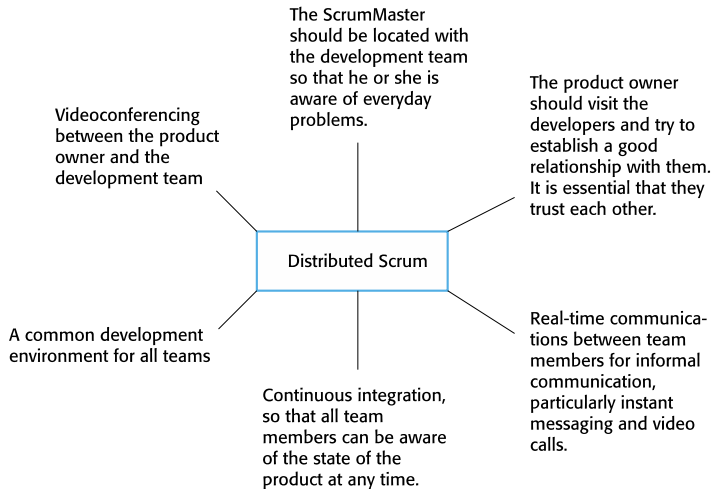 The ScrumMaster
should be located with
the development team
so that he or she is
aware of everyday
problems.
The product owner
should visit the
developers and try to
establish a good
relationship with them.
It is essential that they
trust each other.
Videoconferencing
between the product
owner and the
development team
Distributed Scrum
A common development
environment for all teams
Real-time communica-
tions between team
members for informal
communication,
particularly instant
messaging and video
calls.
Continuous integration,
so that all team
members can be aware
of the state of the
product at any time.